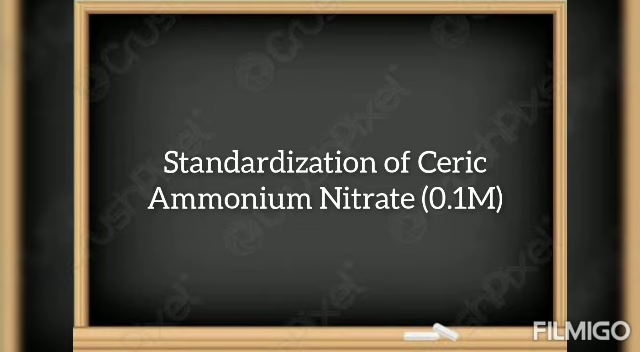 Standardization of Ceric
Ammonium Nitrate (0.1M)
FILMIGO